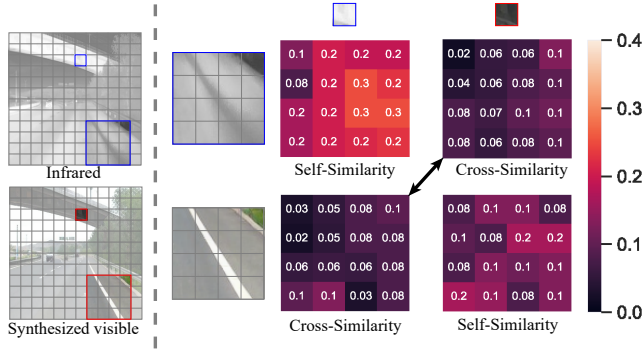 Infrared
Synthesized visible
0.1 0.2 0.2 0.2
0.08 0.2 0.3 0.2
0.2 0.2 0.3 0.3
0.2 0.2 0.2 0.2
Self-Similarity
0.02 0.06 0.06 0.1
0.04 0.06 0.08 0.1
0.08 0.07 0.1 0.1
0.08 0.06 0.08 0.1
Cross-Similarity
0.03 0.05 0.08 0.1
0.02 0.05 0.08 0.08
0.06 0.06 0.06 0.08
0.1 0.1 0.03 0.08
Cross-Similarity
0.08 0.1 0.1 0.08
0.1 0.08 0.2 0.2
0.08 0.1 0.1 0.1
0.2 0.1 0.08 0.1
Self-Similarity
0.4
0.3
0.2
0.1
0.0